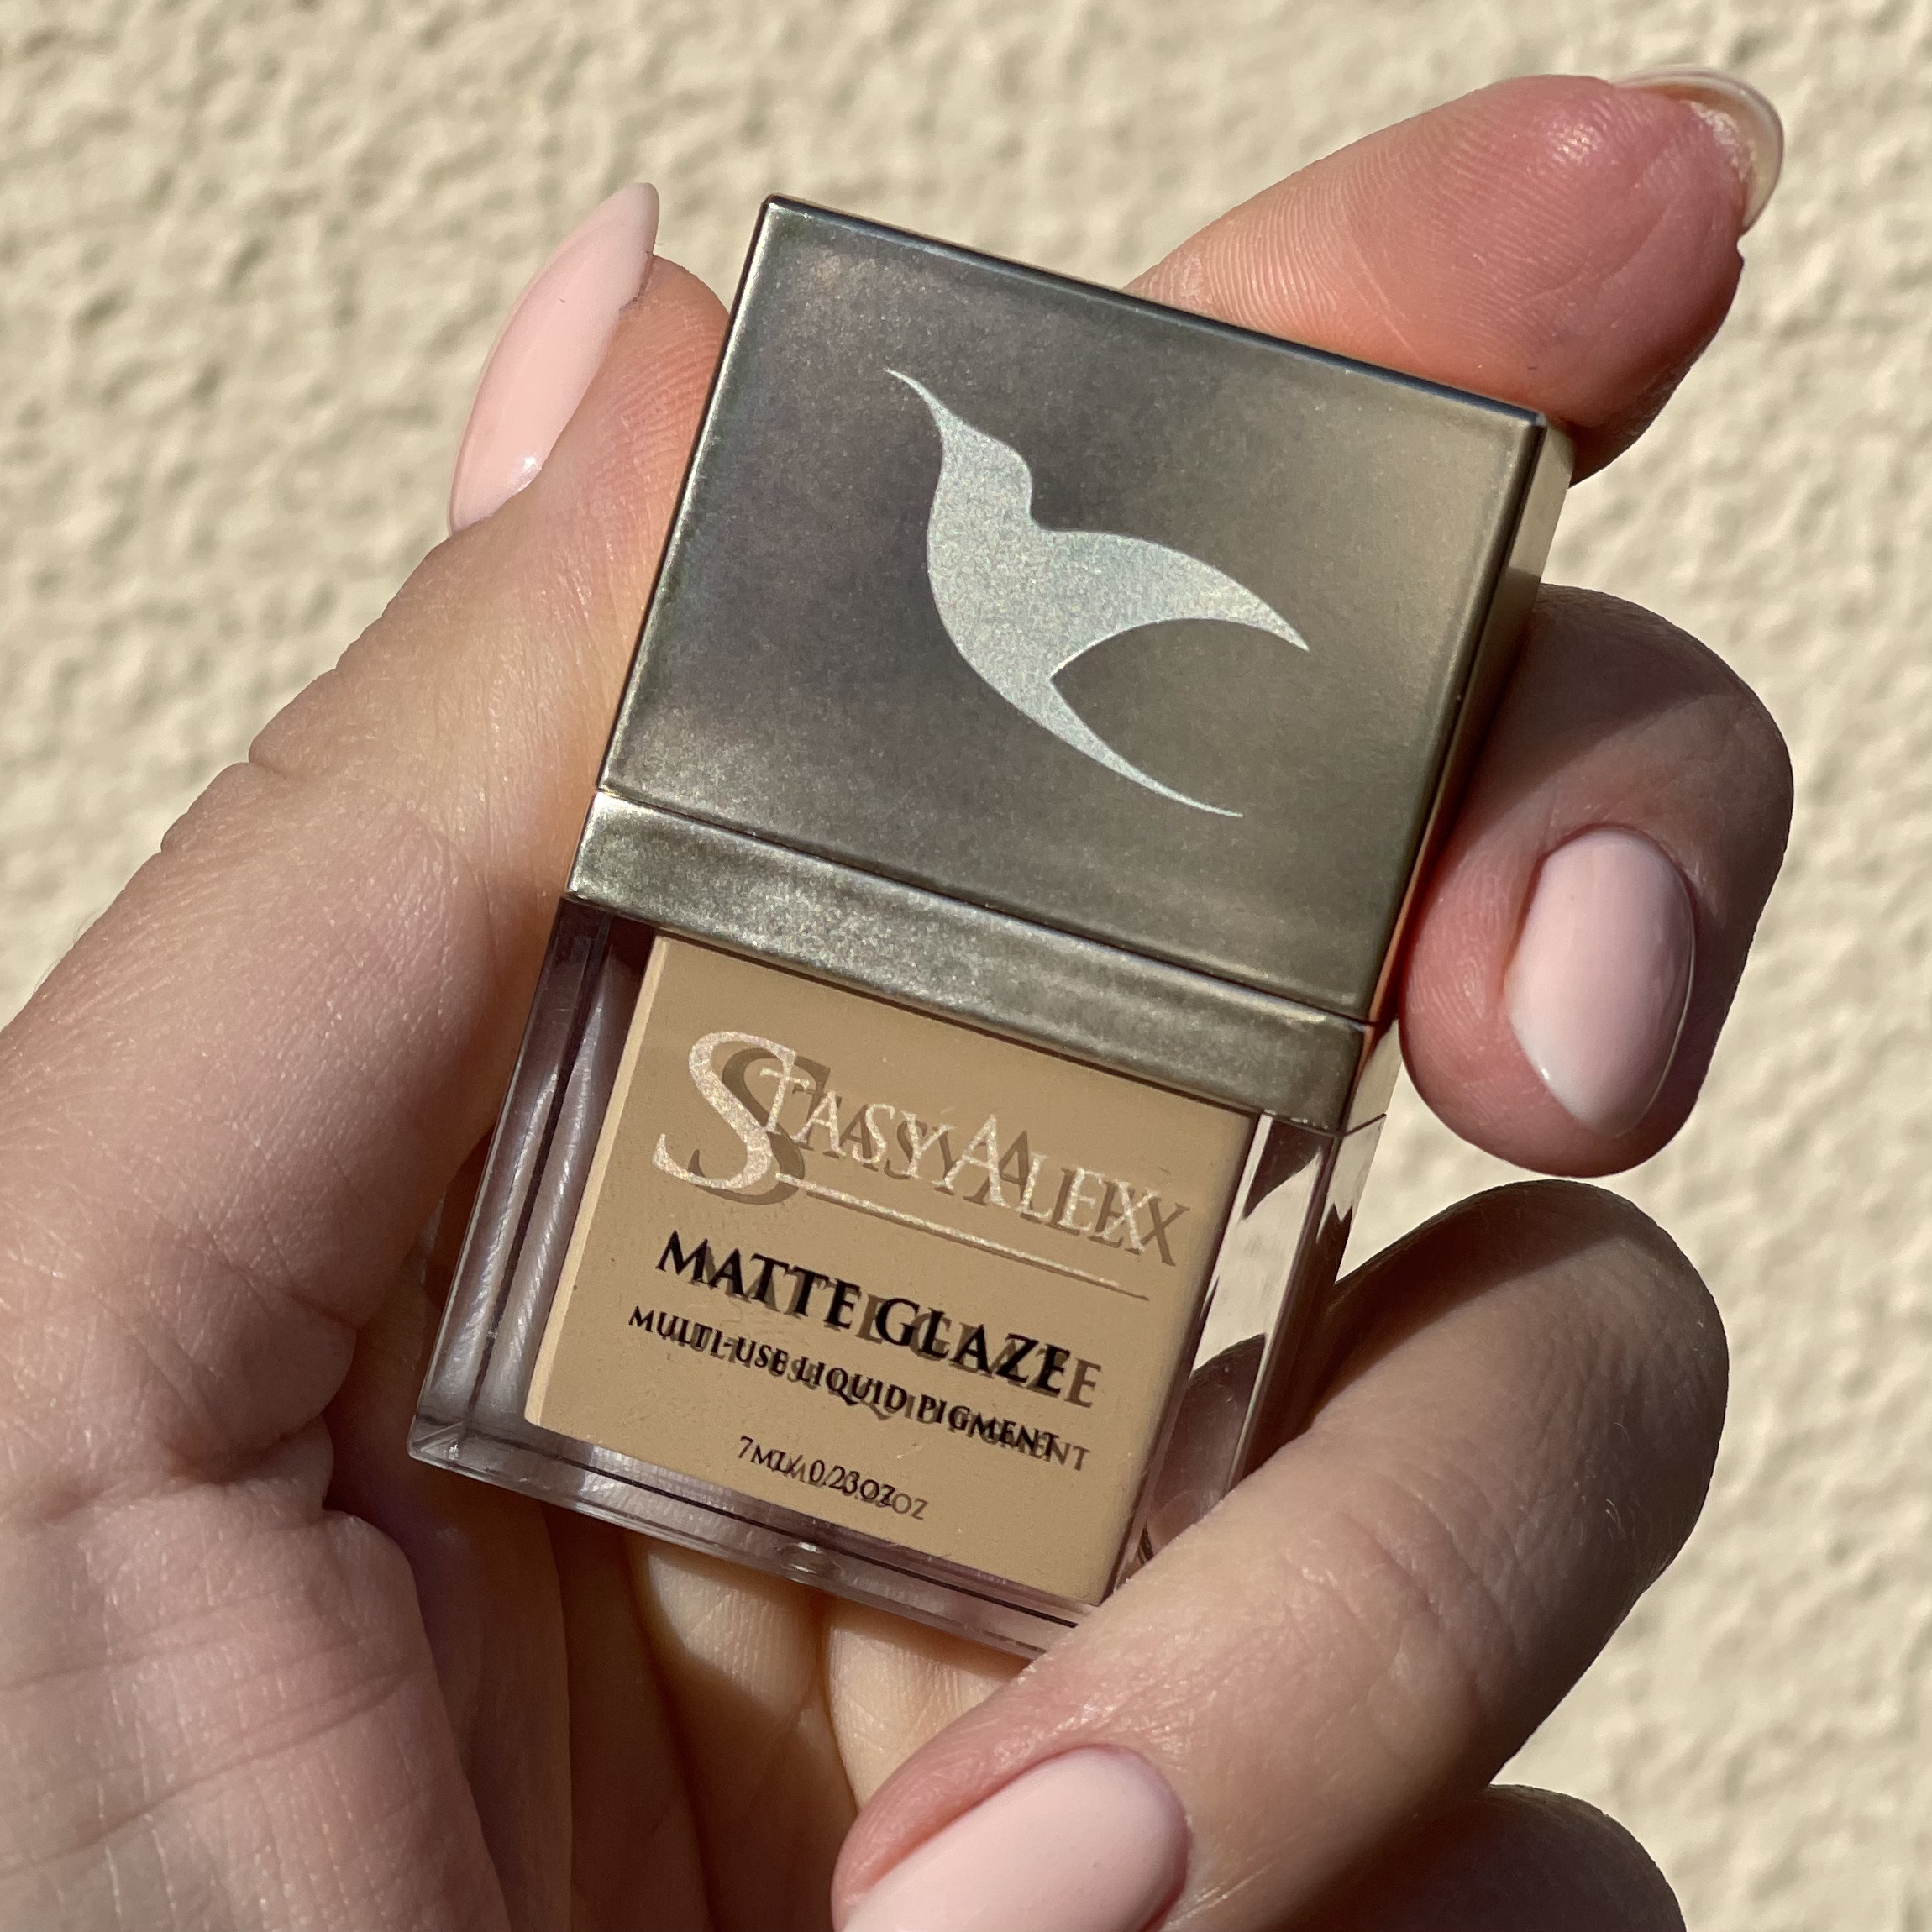 STASYALEX
MATTE GLAZE
MULTI-USE LIQUID PIGMENT
7ML/ 0.23OZ